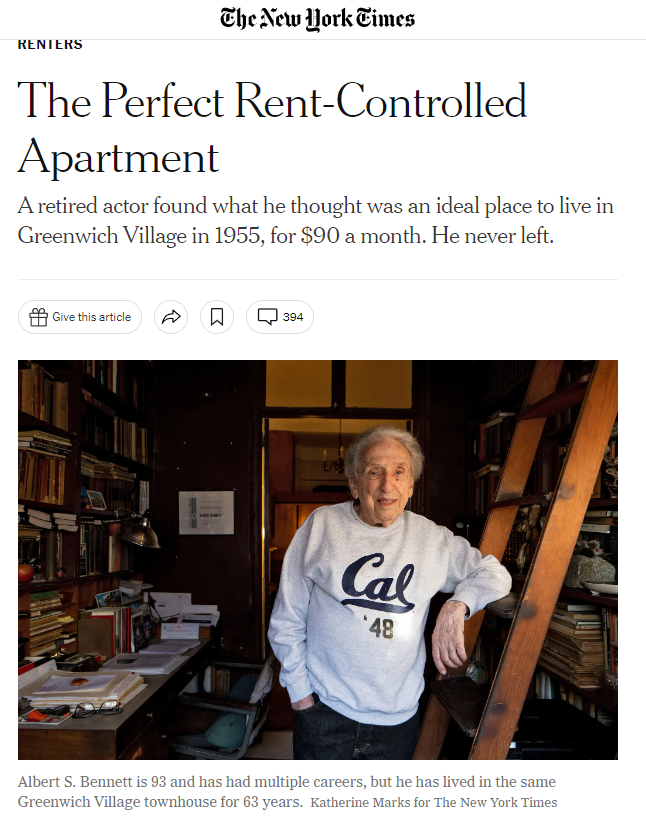 The New York Times
RENTERS
The Perfect Rent-Controlled
Apartment
A retired actor found what he thought was an ideal place to live in
Greenwich Village in 1955, for $90 a month. He never left.
Give this article
394
Cal
'48
Albert S. Bennett is 93 and has had multiple careers, but he has lived in the same
Greenwich Village townhouse for 63 years. Katherine Marks for The New York Times